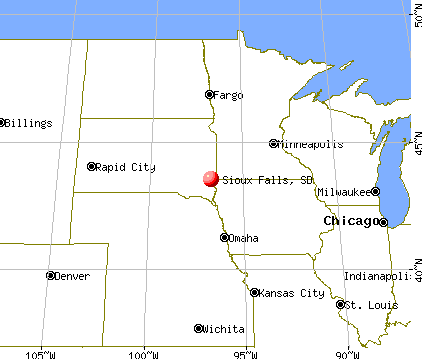 50°N
Fargo
Billings
Minneapolis
45°N
Rapid City
Sioux Falls, SD
Milwaukee
Chicago
Omaha
40°N
Denver
Indianapoli
Kansas City
St. Louis
Wichita
105°W
100°W
95°W
90°W